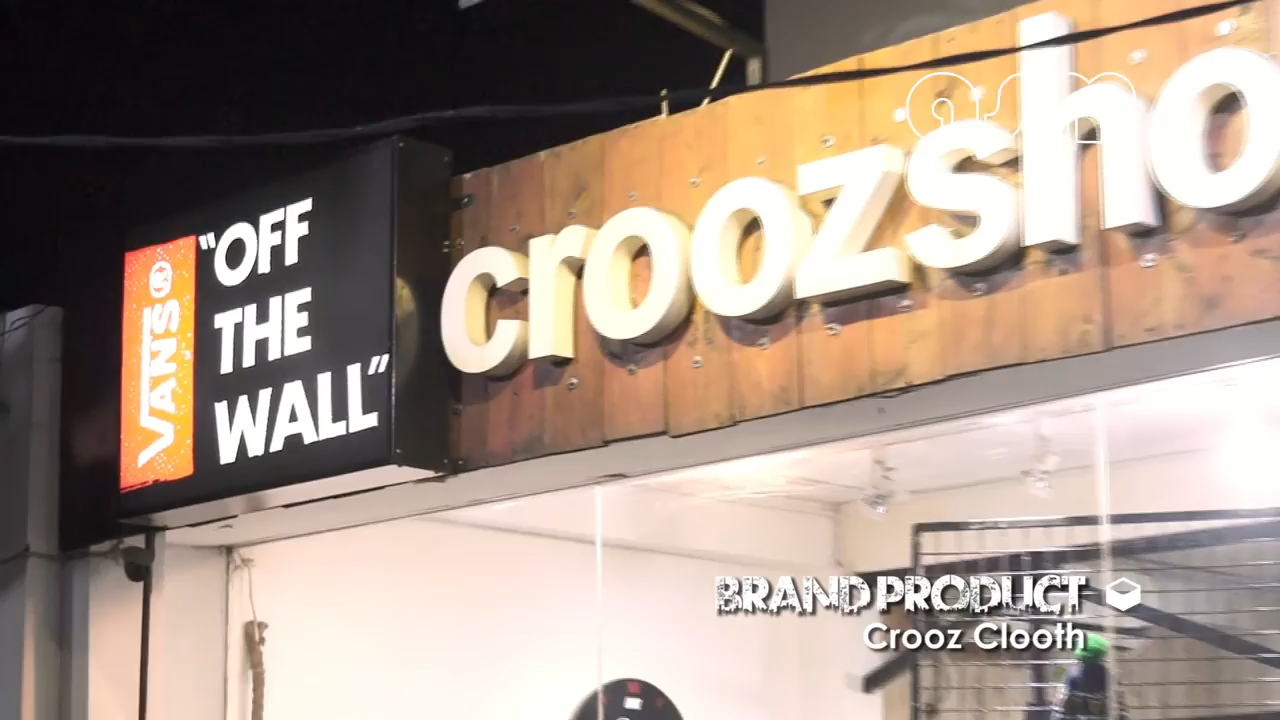 VANS
"OFF
THE
WALL"
croozsho
BRAND PRODUCT
Crooz Clooth